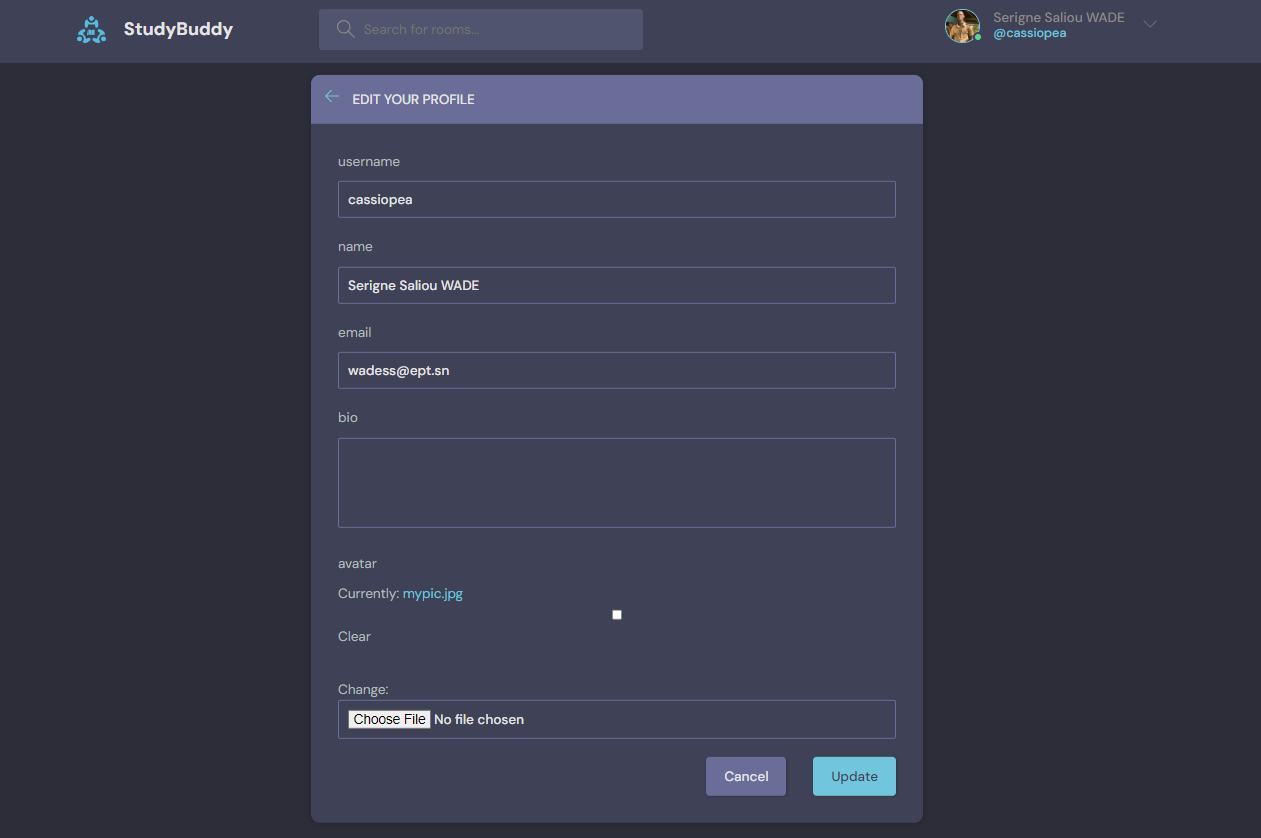 StudyBuddy
Search for rooms...
Serigne Saliou WADE
@cassiopea
EDIT YOUR PROFILE
username
cassiopea
name
Serigne Saliou WADE
email
wadess@ept.sn
bio
avatar
Currently: mypic.jpg
Clear
Change:
Choose File No file chosen
Cancel
Update